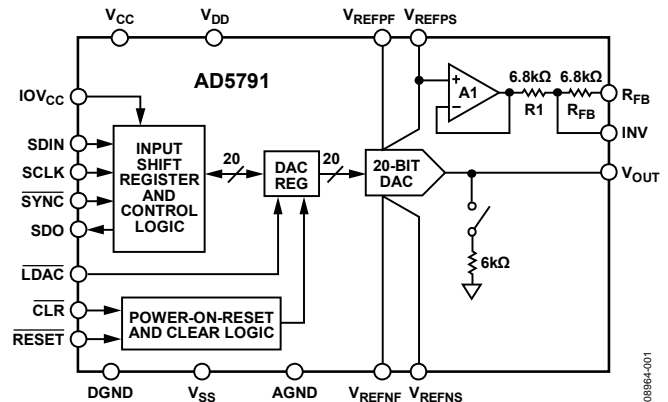 VCC
VDD
VREFPF
VREFPS
AD5791
IOVCC
SDIN
SCLK
SYNC
SDO
LDAC
CLR
RESET
INPUT
SHIFT
REGISTER
AND
CONTROL
LOGIC
20
DAC
REG
20
20-BIT
DAC
A1
+
–
6.8kΩ
R1
6.8kΩ
RFB
RFB
INV
VOUT
6kΩ
POWER-ON-RESET
AND CLEAR LOGIC
DGND
VSS
AGND
VREFNF
VREFNS
08964-001